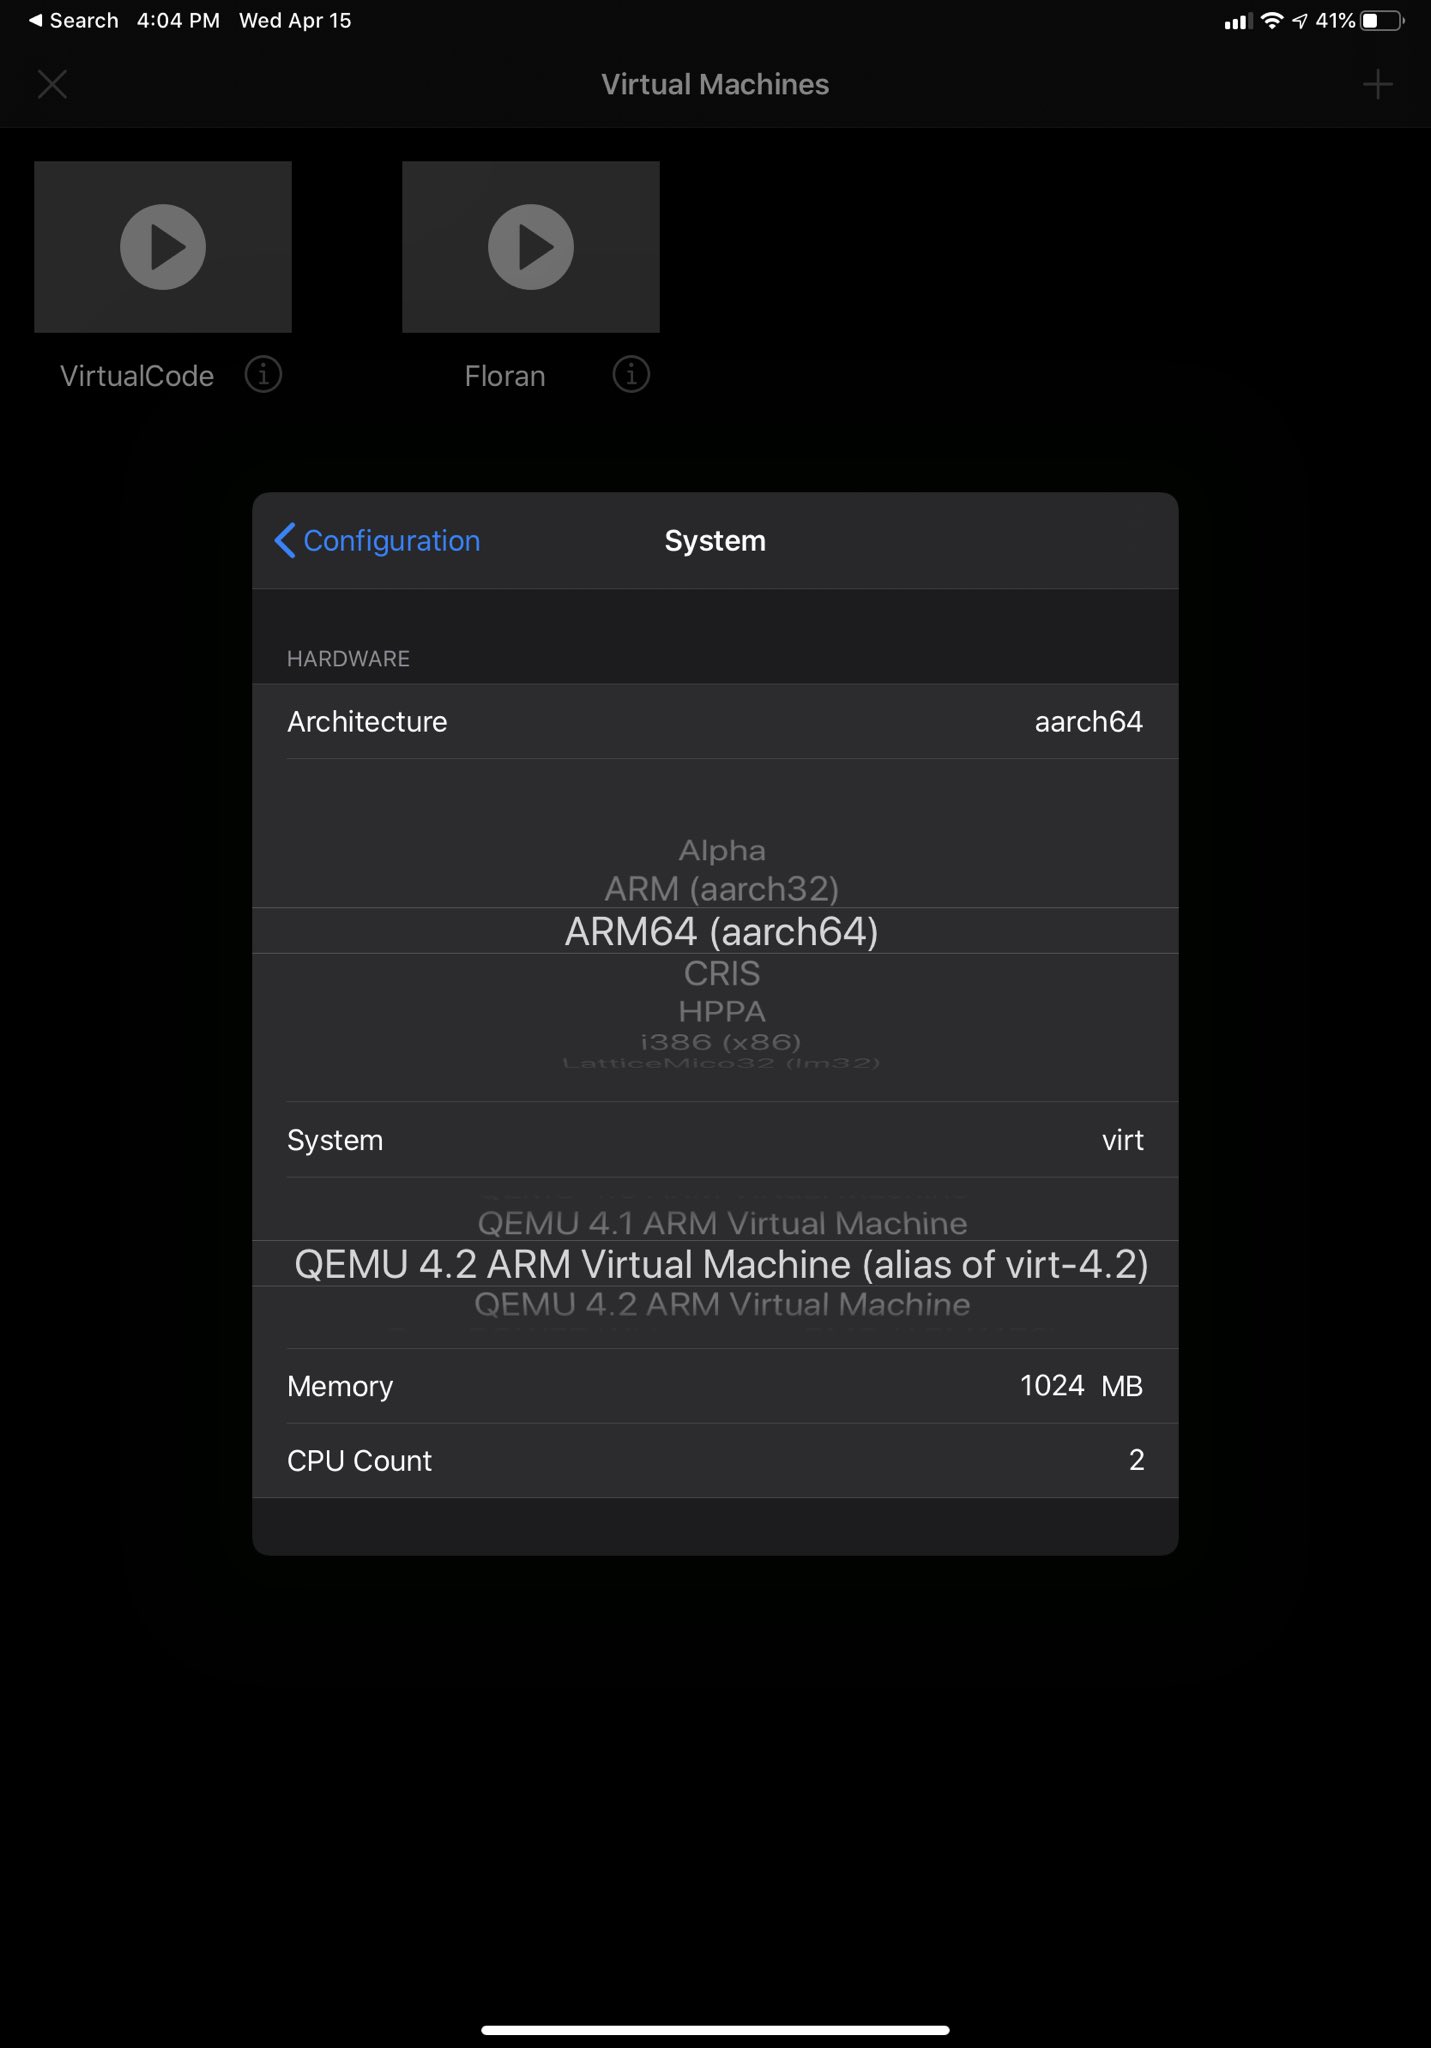 Search 4:04 PM Wed Apr 15 41%
Virtual Machines
VirtualCode
Floran
Configuration System
HARDWARE
Architecture aarch64
Alpha
ARM (aarch32)
ARM64 (aarch64)
CRIS
HPPA
i386 (x86)
LatticeMico32 (lm32)
System virt
QEMU 4.1 ARM Virtual Machine
QEMU 4.2 ARM Virtual Machine (alias of virt-4.2)
QEMU 4.2 ARM Virtual Machine
Memory 1024 MB
CPU Count 2